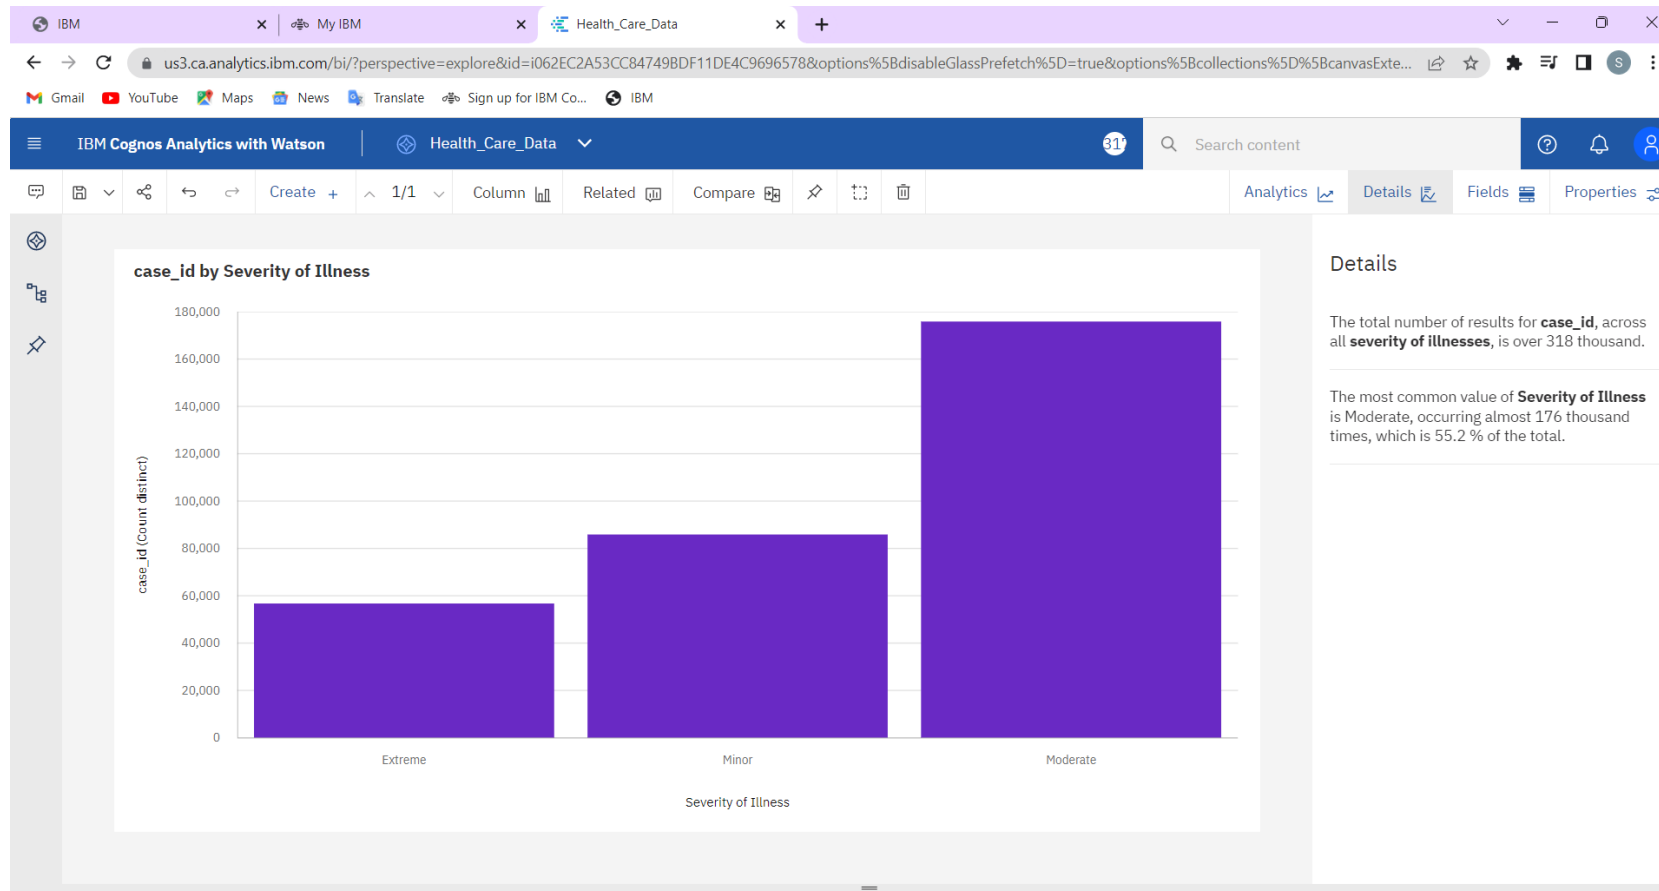 IBM
My IBM
Health_Care_Data
us3.ca.analytics.ibm.com/bi/?perspective=explore&id=i062EC2A53CC84749BDF11DE4C9696578&options%5BdisableGlassPrefetch%5D=true&options%5Bcollections%5D%5BcanvasExte...
S
Gmail YouTube Maps News Translate Sign up for IBM Co... IBM
IBM Cognos Analytics with Watson
Health_Care_Data
Search content
Create + 1/1 Column Related Compare
Analytics Details Fields Properties
case_id by Severity of Illness
180,000
160,000
140,000
120,000
100,000
80,000
60,000
40,000
20,000
0
case_id (Count distinct)
Extreme Minor Moderate
Severity of Illness
Details
The total number of results for case_id, across
all severity of illnesses, is over 318 thousand.
The most common value of Severity of Illness
is Moderate, occurring almost 176 thousand
times, which is 55.2 % of the total.